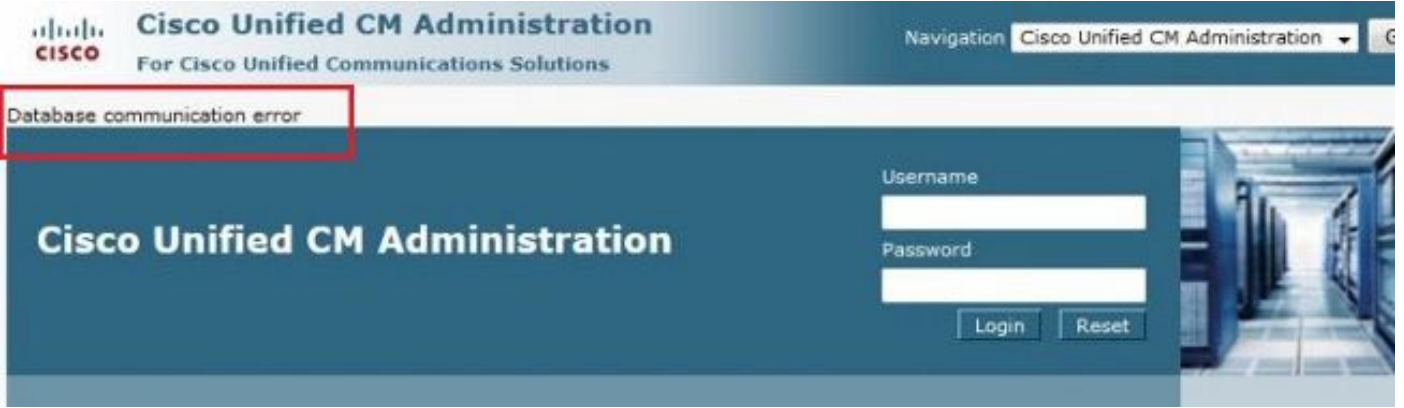 Cisco Unified CM Administration
CISCO
For Cisco Unified Communications Solutions
Navigation Cisco Unified CM Administration
Database communication error
Username
Cisco Unified CM Administration
Password
Login Reset